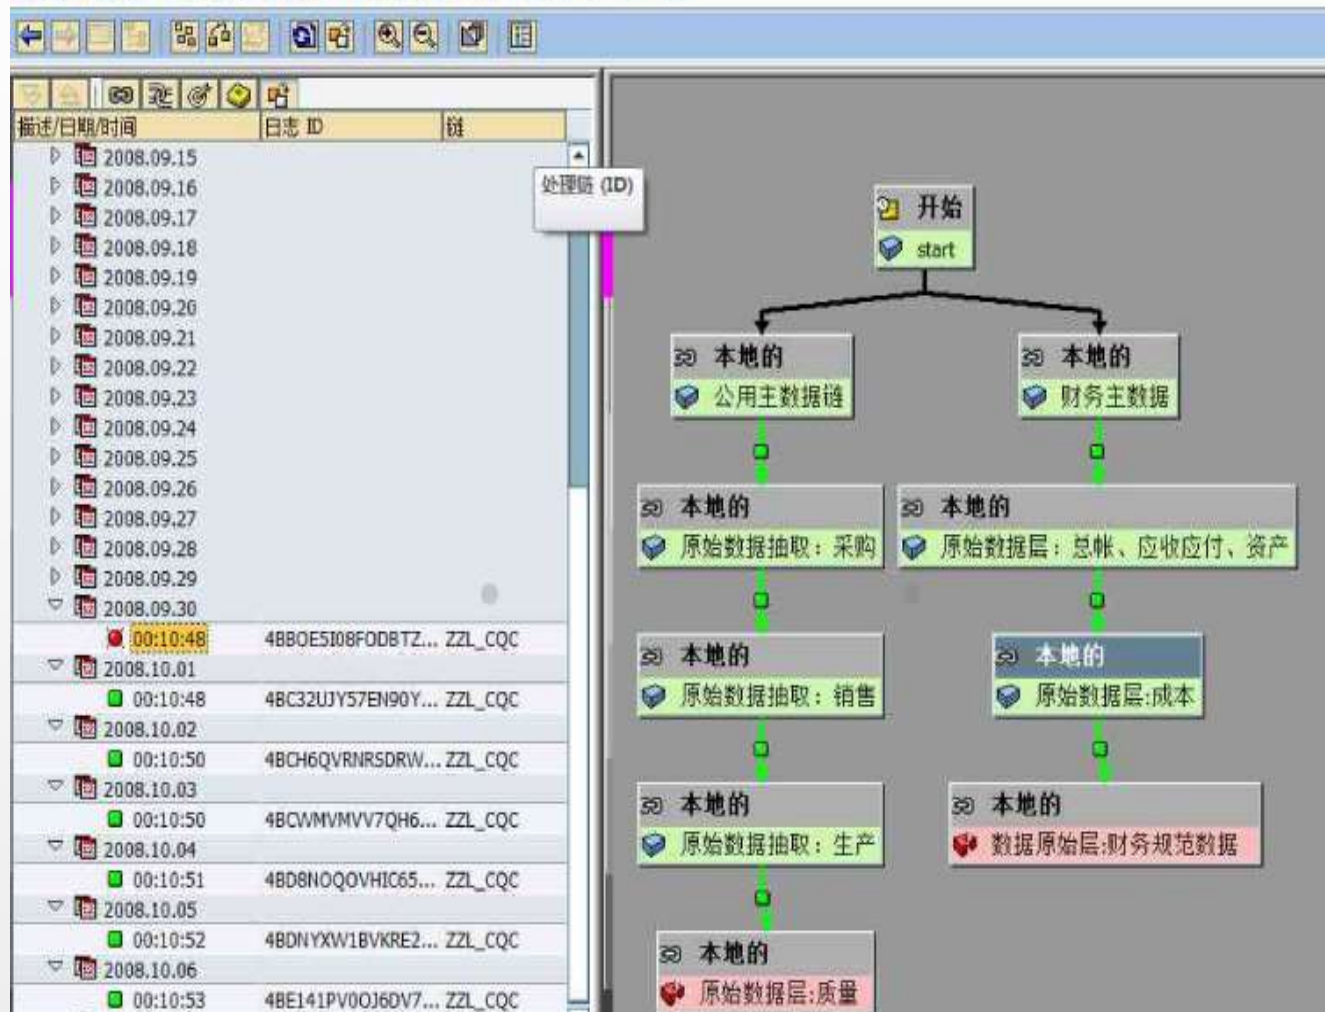 描述/日期/时间 日志 ID 链
2008.09.15
处理链 (ID)
2008.09.16
2008.09.17
2008.09.18
2008.09.19
2008.09.20
2008.09.21
2008.09.22
2008.09.23
2008.09.24
2008.09.25
2008.09.26
2008.09.27
2008.09.28
2008.09.29
2008.09.30
00:10:48 4BBOE5I08FODBTZ... ZZL_CQC
2008.10.01
00:10:48 4BC32UJY57EN90Y... ZZL_CQC
2008.10.02
00:10:50 4BCH6QVRNRSDRW... ZZL_CQC
2008.10.03
00:10:50 4BCWMVMVV7QH6... ZZL_CQC
2008.10.04
00:10:51 4BD8NOQOVHIC65... ZZL_CQC
2008.10.05
00:10:52 4BDNYXW1BVKRE2... ZZL_CQC
2008.10.06
00:10:53 4BE141PV0OJ6DV7... ZZL_CQC
开始
start
本地的
公用主数据链
本地的
财务主数据
本地的
原始数据抽取：采购
本地的
原始数据层：总帐、应收应付、资产
本地的
原始数据抽取：销售
本地的
原始数据层:成本
本地的
原始数据抽取：生产
本地的
数据原始层:财务规范数据
本地的
原始数据层:质量